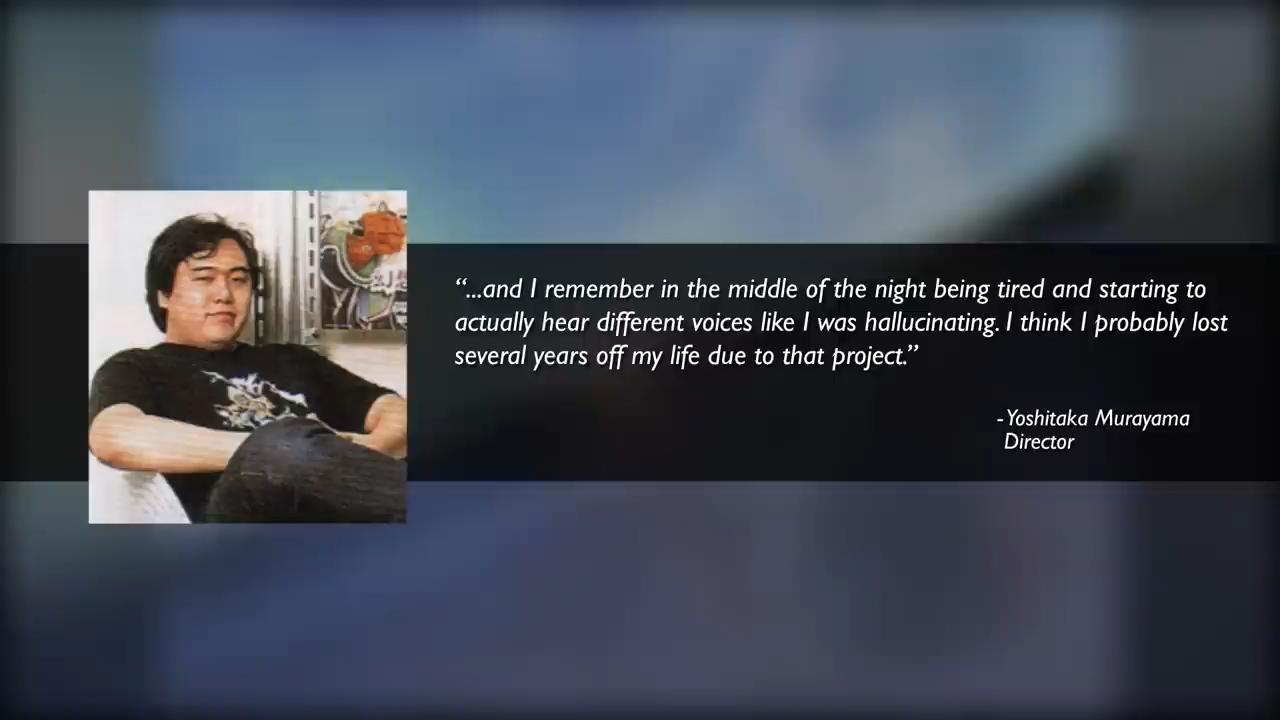 “...and I remember in the middle of the night being tired and starting to
actually hear different voices like I was hallucinating. I think I probably lost
several years off my life due to that project.”
-Yoshitaka Murayama
Director